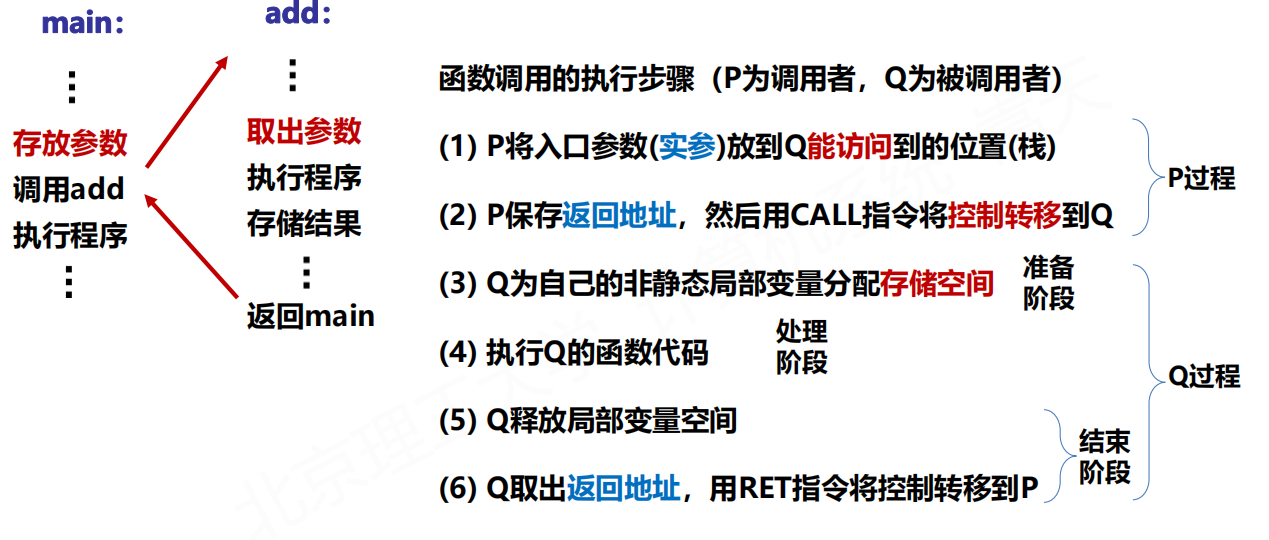 main：
add：
存放参数
调用add
执行程序
取出参数
执行程序
存储结果
返回main
函数调用的执行步骤（P为调用者，Q为被调用者）
(1) P将入口参数(实参)放到Q能访问到的位置(栈)
(2) P保存返回地址，然后用CALL指令将控制转移到Q
P过程
(3) Q为自己的非静态局部变量分配存储空间
准备
阶段
(4) 执行Q的函数代码
处理
阶段
(5) Q释放局部变量空间
(6) Q取出返回地址，用RET指令将控制转移到P
结束
阶段
Q过程
北京理工大学